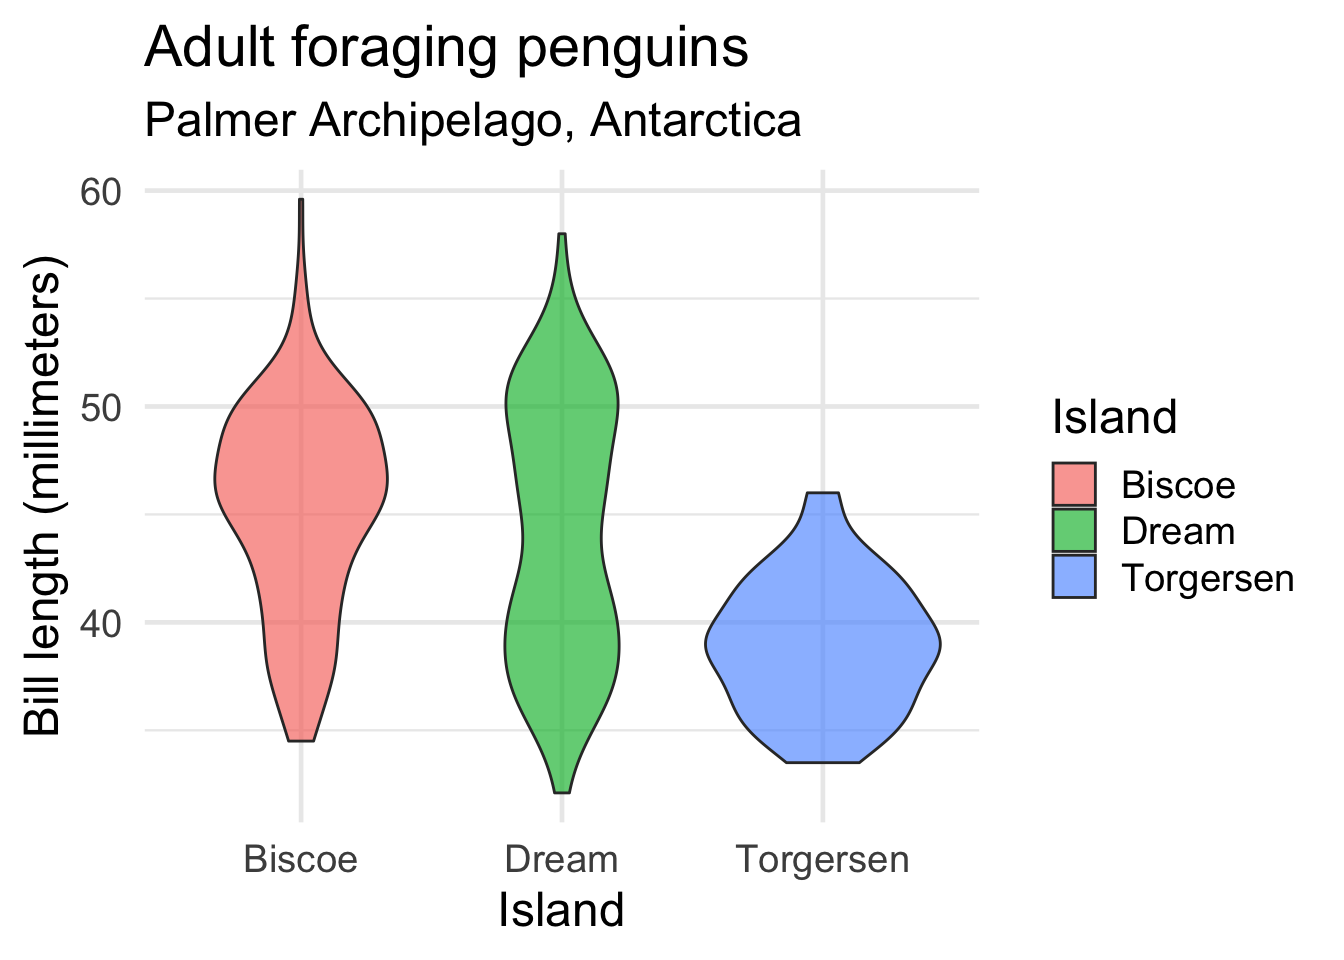 Adult foraging penguins
Palmer Archipelago, Antarctica
Bill length (millimeters)
60
50
40
Biscoe
Dream
Torgersen
Island
Island
Biscoe
Dream
Torgersen